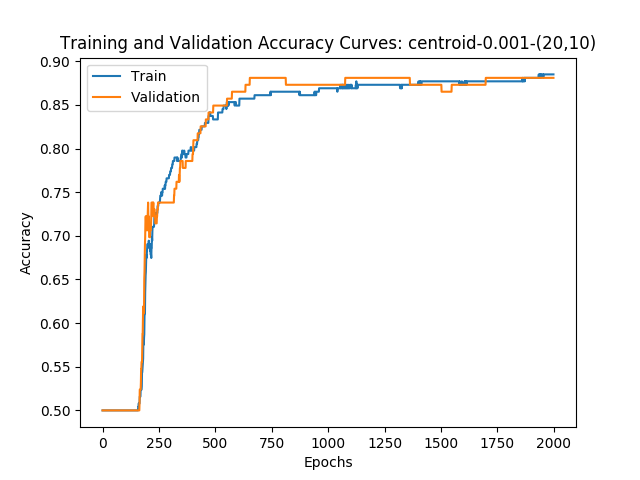 Training and Validation Accuracy Curves: centroid-0.001-(20,10)
Train
Validation
0.90
0.85
0.80
0.75
0.70
0.65
0.60
0.55
0.50
Accuracy
0 250 500 750 1000 1250 1500 1750 2000
Epochs